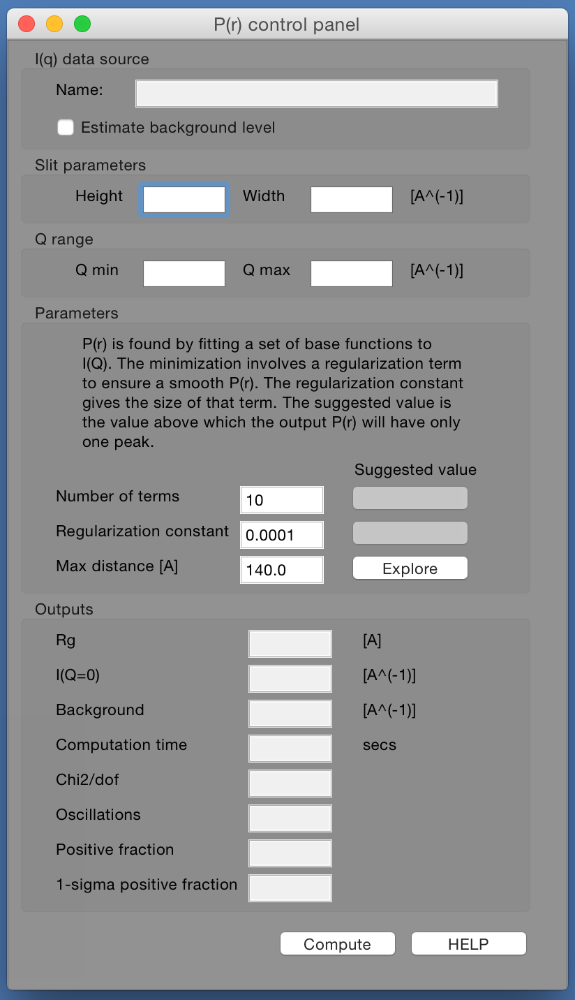 P(r) control panel
I(q) data source
Name:
Estimate background level
Slit parameters
Height Width [A^(-1)]
Q range
Q min Q max [A^(-1)]
Parameters
P(r) is found by fitting a set of base functions to
I(Q). The minimization involves a regularization term
to ensure a smooth P(r). The regularization constant
gives the size of that term. The suggested value is
the value above which the output P(r) will have only
one peak.
Suggested value
Number of terms 10
Regularization constant 0.0001
Max distance [A] 140.0 Explore
Outputs
Rg [A]
I(Q=0) [A^(-1)]
Background [A^(-1)]
Computation time secs
Chi2/dof
Oscillations
Positive fraction
1-sigma positive fraction
Compute HELP